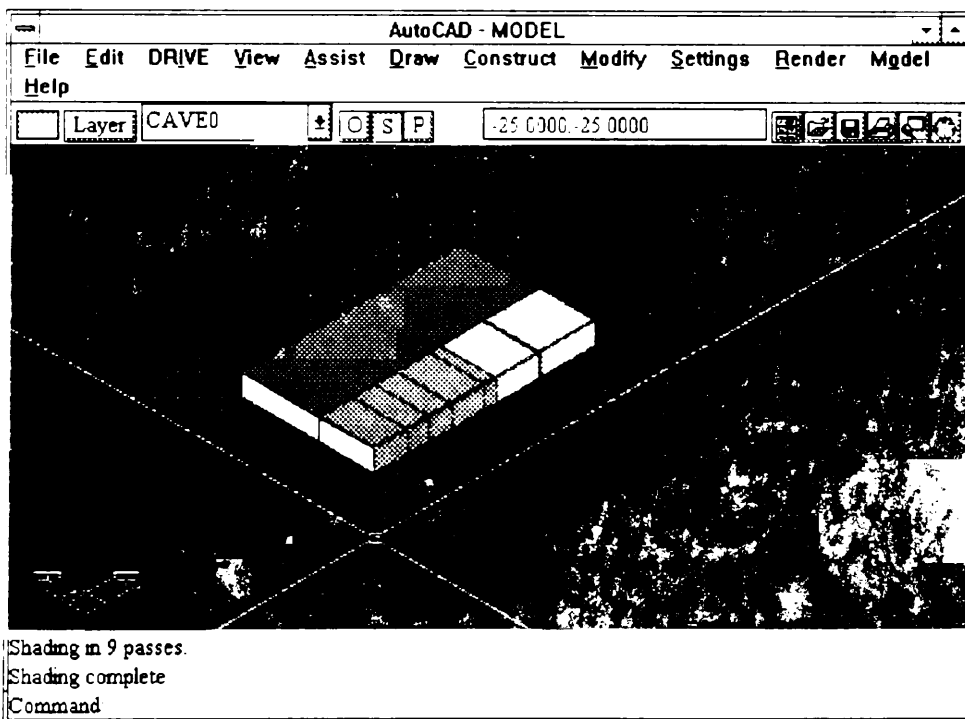 AutoCAD - MODEL
File Edit DRIVE View Assist Draw Construct Modify Settings Render Model
Help
Layer CAVE0 O S P -25.0000,-25.0000
Shading in 9 passes.
Shading complete
Command